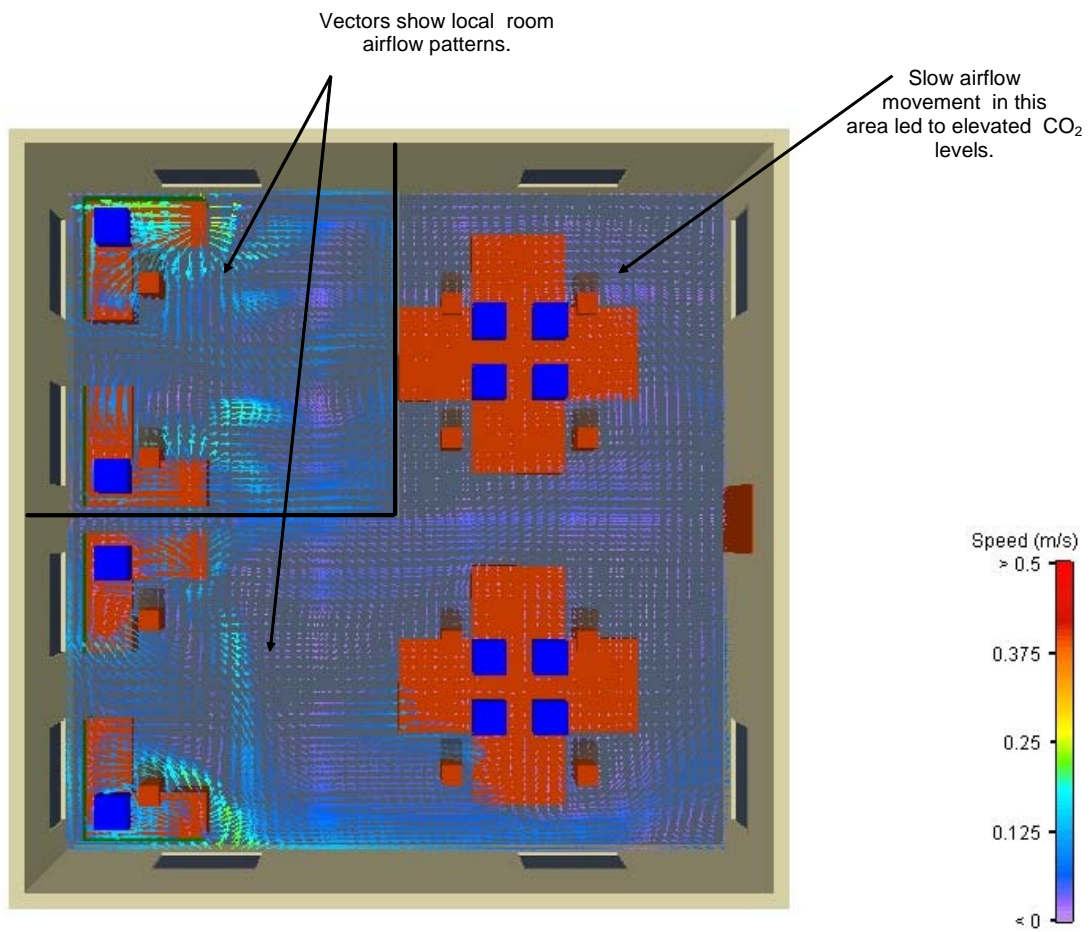 Vectors show local room
airflow patterns.
Slow airflow
movement in this
area led to elevated CO₂
levels.
Speed (m/s)
> 0.5
0.375
0.25
0.125
< 0